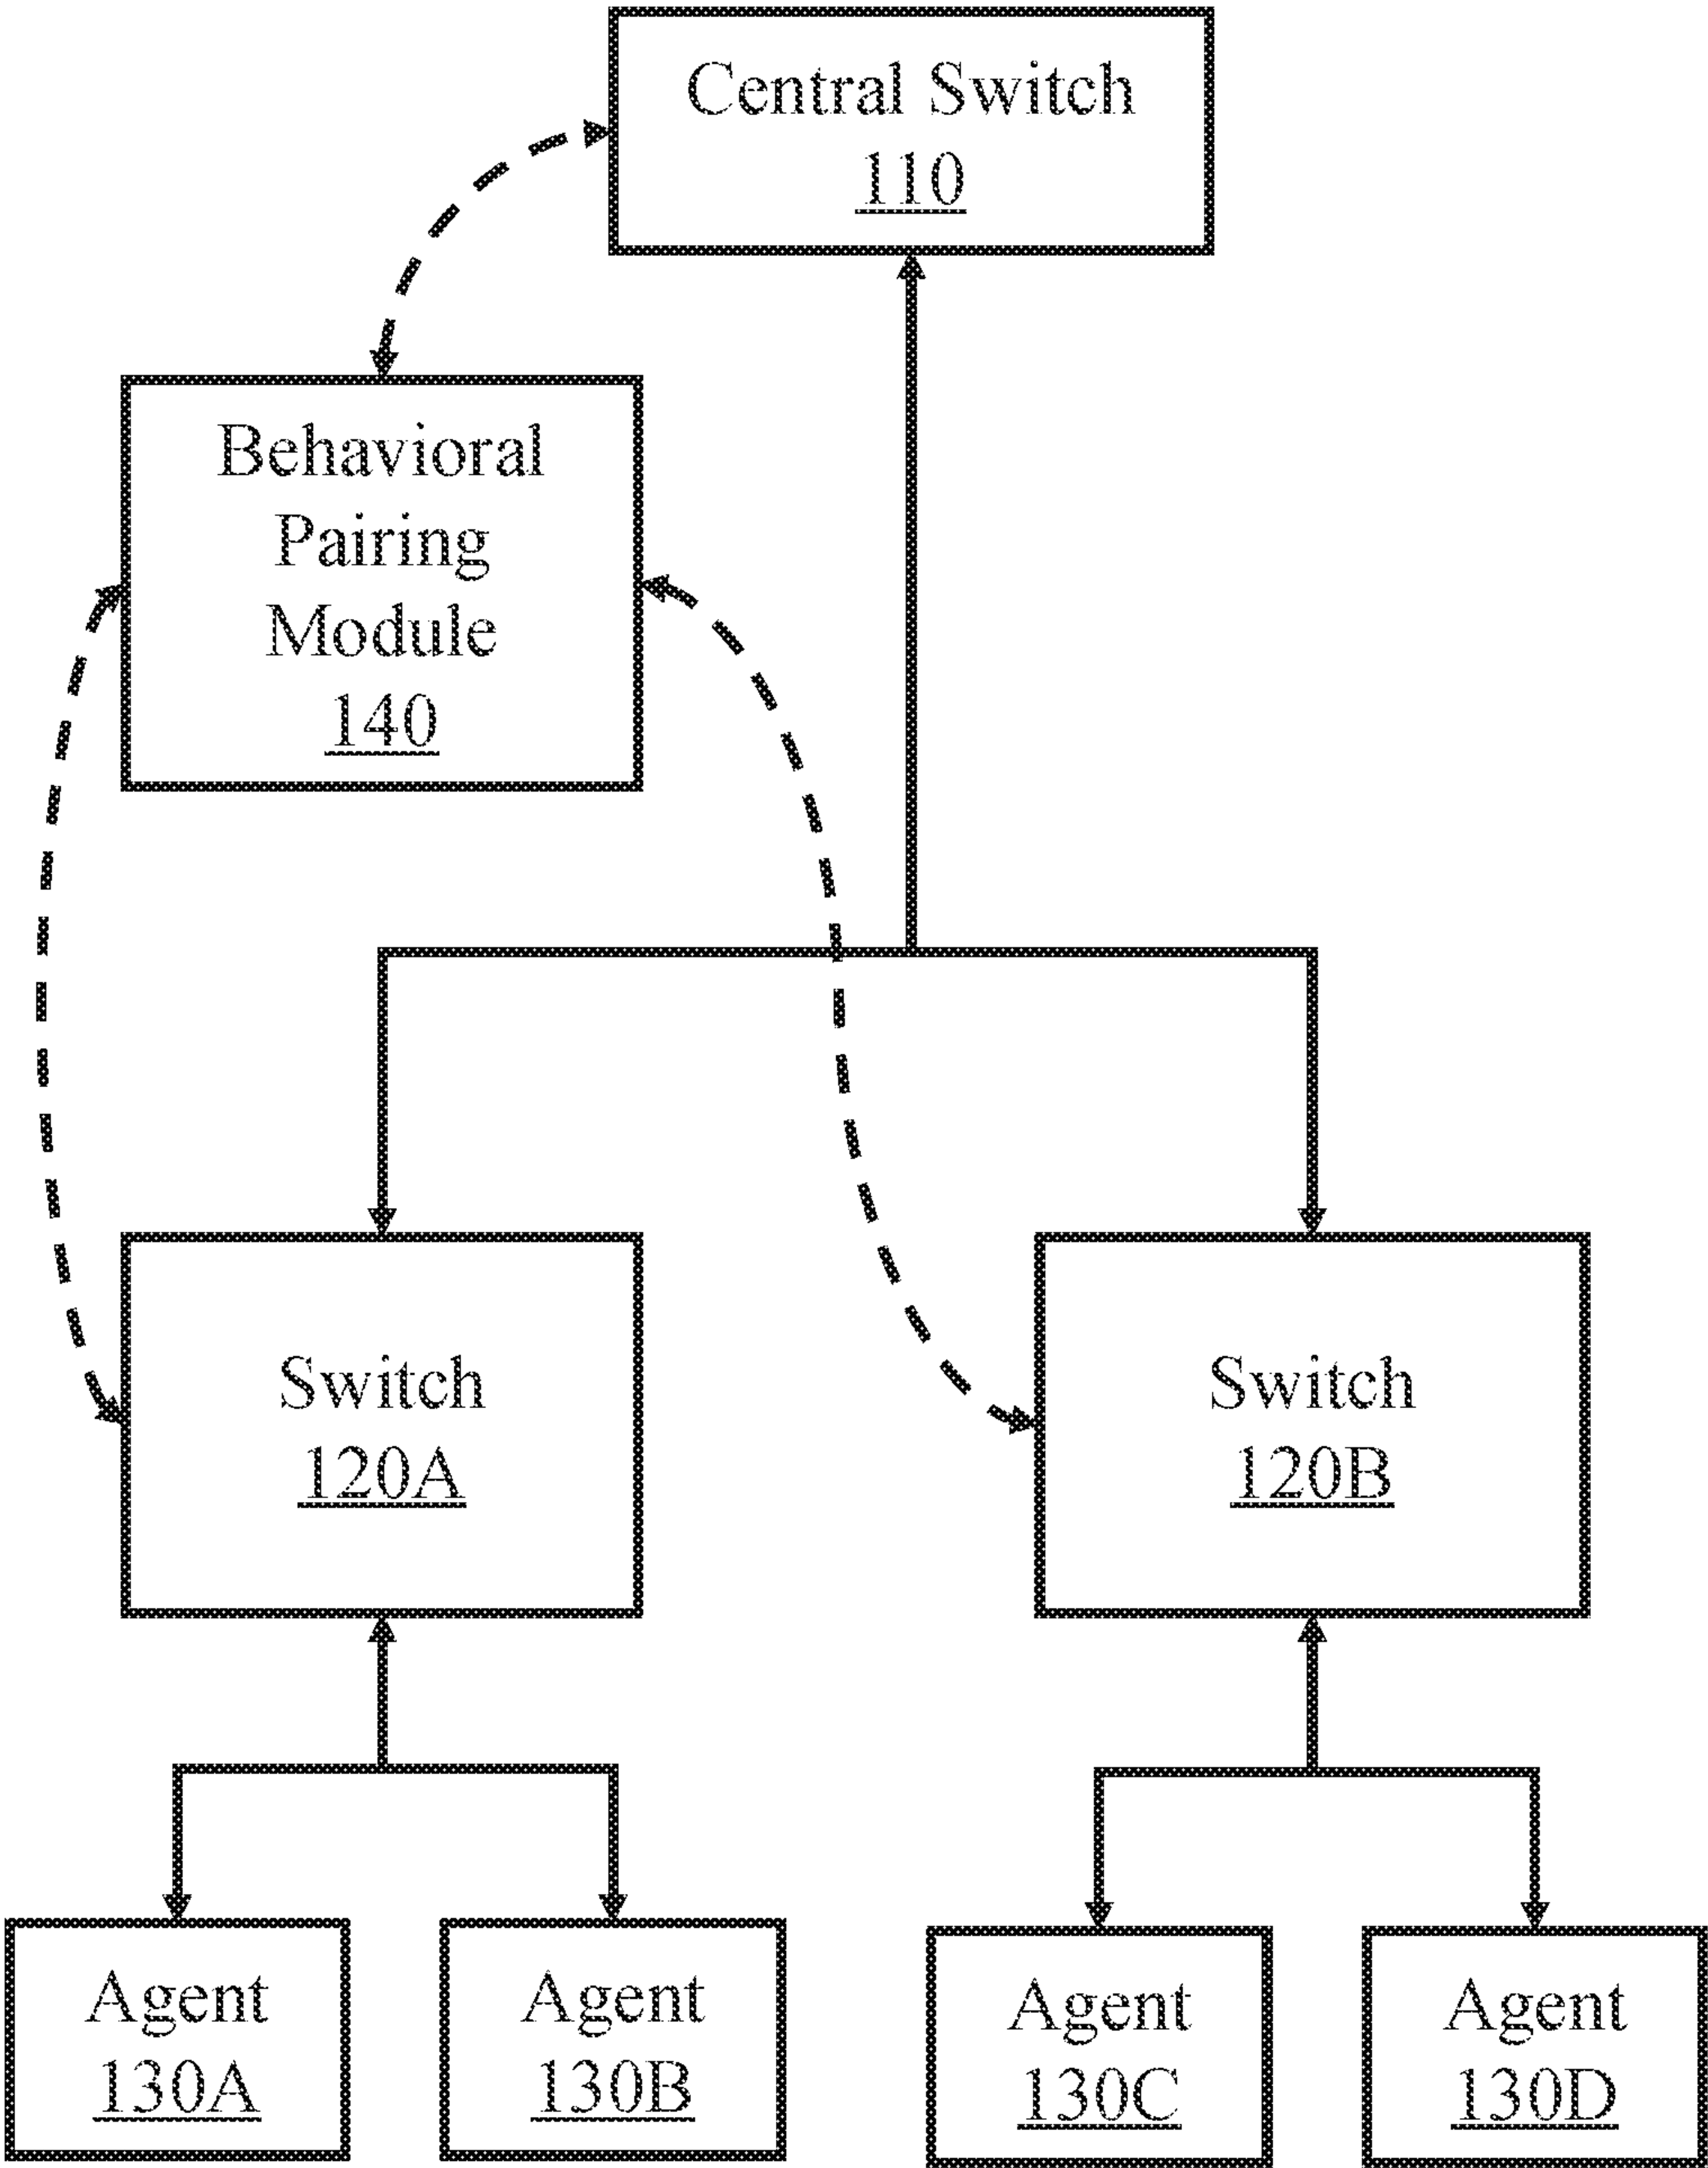 Central Switch
110
Behavioral
Pairing
Module
140
Switch
120A
Switch
120B
Agent
130A
Agent
130B
Agent
130C
Agent
130D